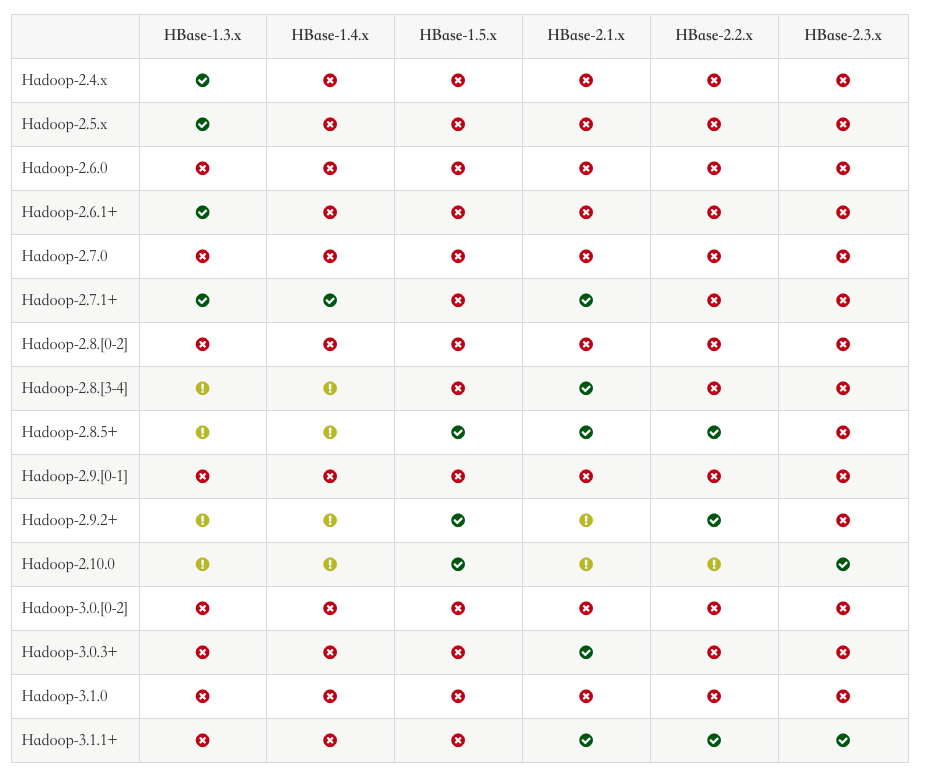 HBase-1.3.x HBase-1.4.x HBase-1.5.x HBase-2.1.x HBase-2.2.x HBase-2.3.x
Hadoop-2.4.x
Hadoop-2.5.x
Hadoop-2.6.0
Hadoop-2.6.1+
Hadoop-2.7.0
Hadoop-2.7.1+
Hadoop-2.8.[0-2]
Hadoop-2.8.[3-4]
Hadoop-2.8.5+
Hadoop-2.9.[0-1]
Hadoop-2.9.2+
Hadoop-2.10.0
Hadoop-3.0.[0-2]
Hadoop-3.0.3+
Hadoop-3.1.0
Hadoop-3.1.1+